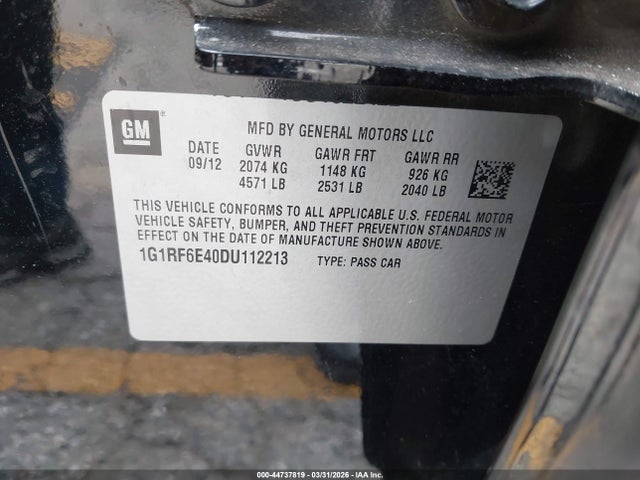 GM ®
MFD BY GENERAL MOTORS LLC
DATE GVWR GAWR FRT GAWR RR
09/12 2074 KG 1148 KG 926 KG
4571 LB 2531 LB 2040 LB
THIS VEHICLE CONFORMS TO ALL APPLICABLE U.S. FEDERAL MOTOR
VEHICLE SAFETY, BUMPER, AND THEFT PREVENTION STANDARDS IN
EFFECT ON THE DATE OF MANUFACTURE SHOWN ABOVE.
1G1RF6E40DU112213 TYPE: PASS CAR
000-44737819 - 03/31/2026 - IAA Inc.